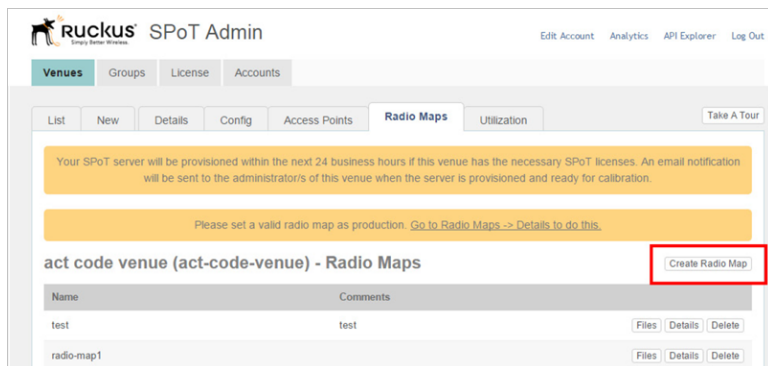 Ruckus SPoT Admin
Simply Better Wireless.
Edit Account Analytics API Explorer Log Out
Venues Groups License Accounts
List New Details Config Access Points Radio Maps Utilization Take A Tour
Your SPoT server will be provisioned within the next 24 business hours if this venue has the necessary SPoT licenses. An email notification
will be sent to the administrator/s of this venue when the server is provisioned and ready for calibration.
Please set a valid radio map as production. Go to Radio Maps -> Details to do this.
act code venue (act-code-venue) - Radio Maps Create Radio Map
Name Comments
test test Files Details Delete
radio-map1 Files Details Delete